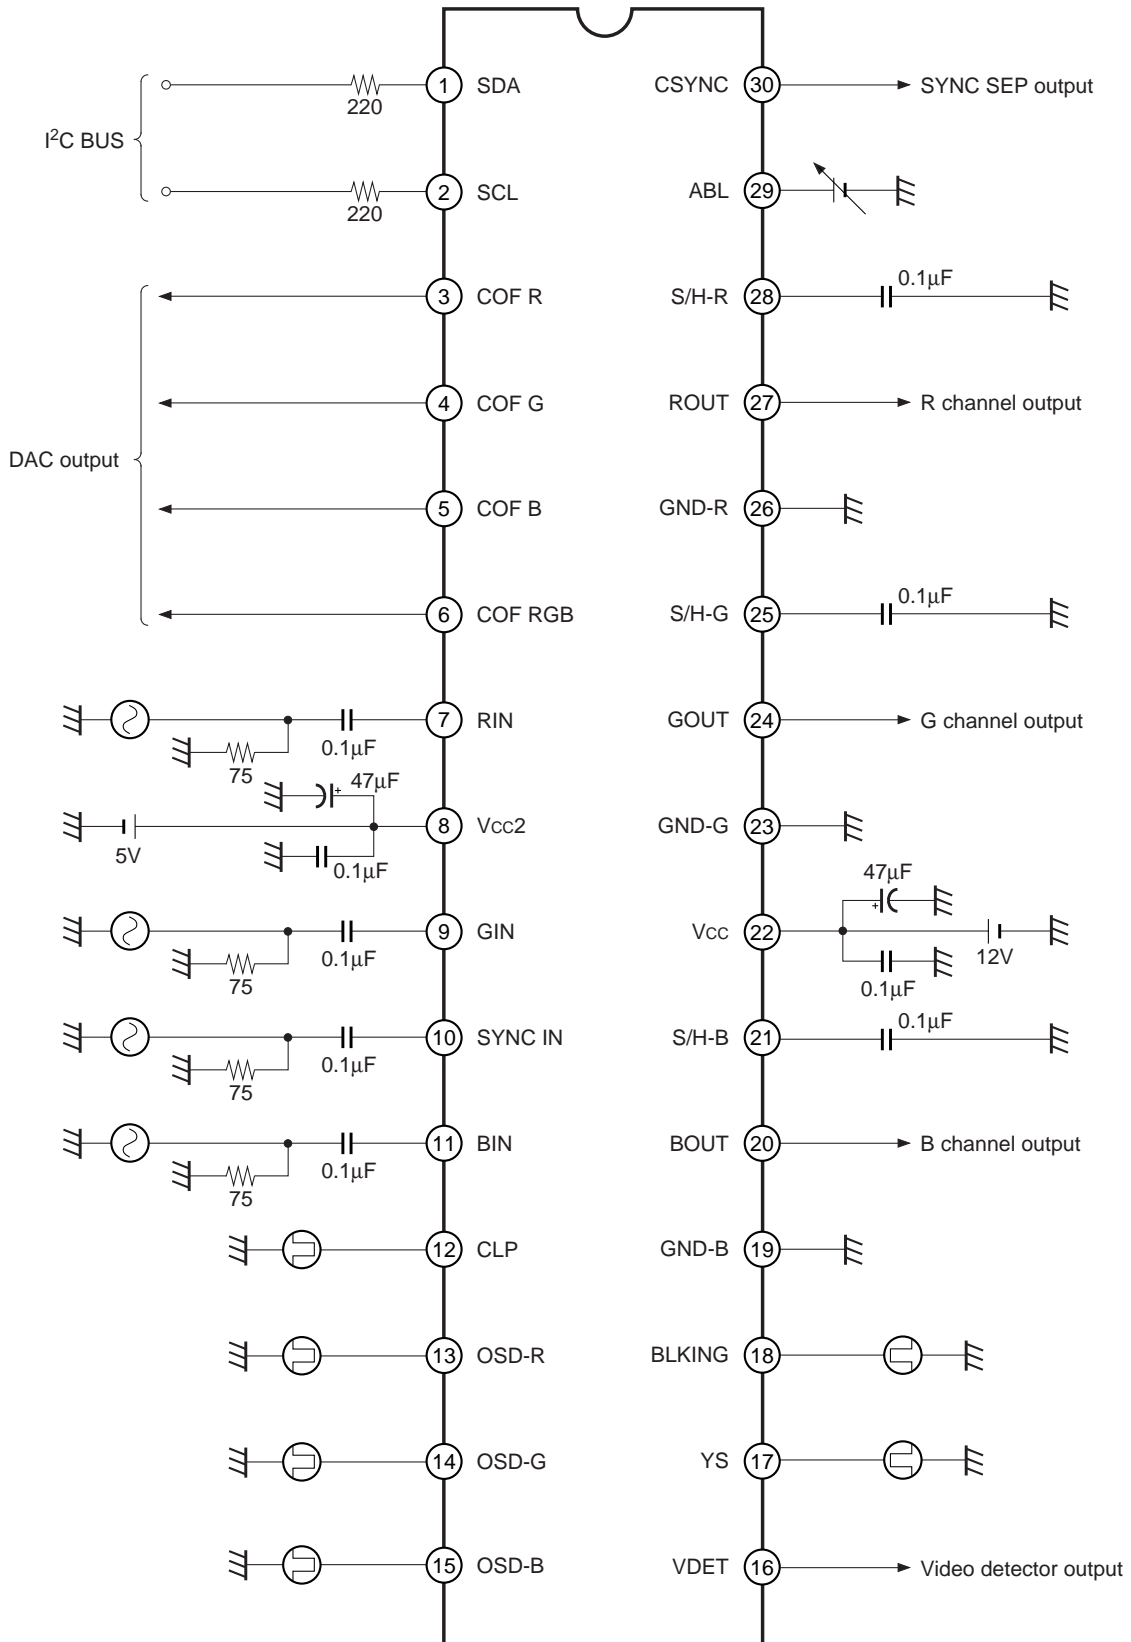 1 SDA CSYNC 30 SYNC SEP output
220
I²C BUS
2 SCL ABL 29
220
0.1μF
3 COF R S/H-R 28
4 COF G ROUT 27 R channel output
DAC output
5 COF B GND-R 26
0.1μF
6 COF RGB S/H-G 25
7 RIN GOUT 24 G channel output
0.1μF
75
47μF
+
8 Vcc2 GND-G 23
5V
0.1μF
47μF
+
9 GIN Vcc 22
0.1μF 12V
75
0.1μF
0.1μF
10 SYNC IN S/H-B 21
0.1μF
75
11 BIN BOUT 20 B channel output
0.1μF
75
12 CLP GND-B 19
13 OSD-R BLKING 18
14 OSD-G YS 17
15 OSD-B VDET 16 Video detector output